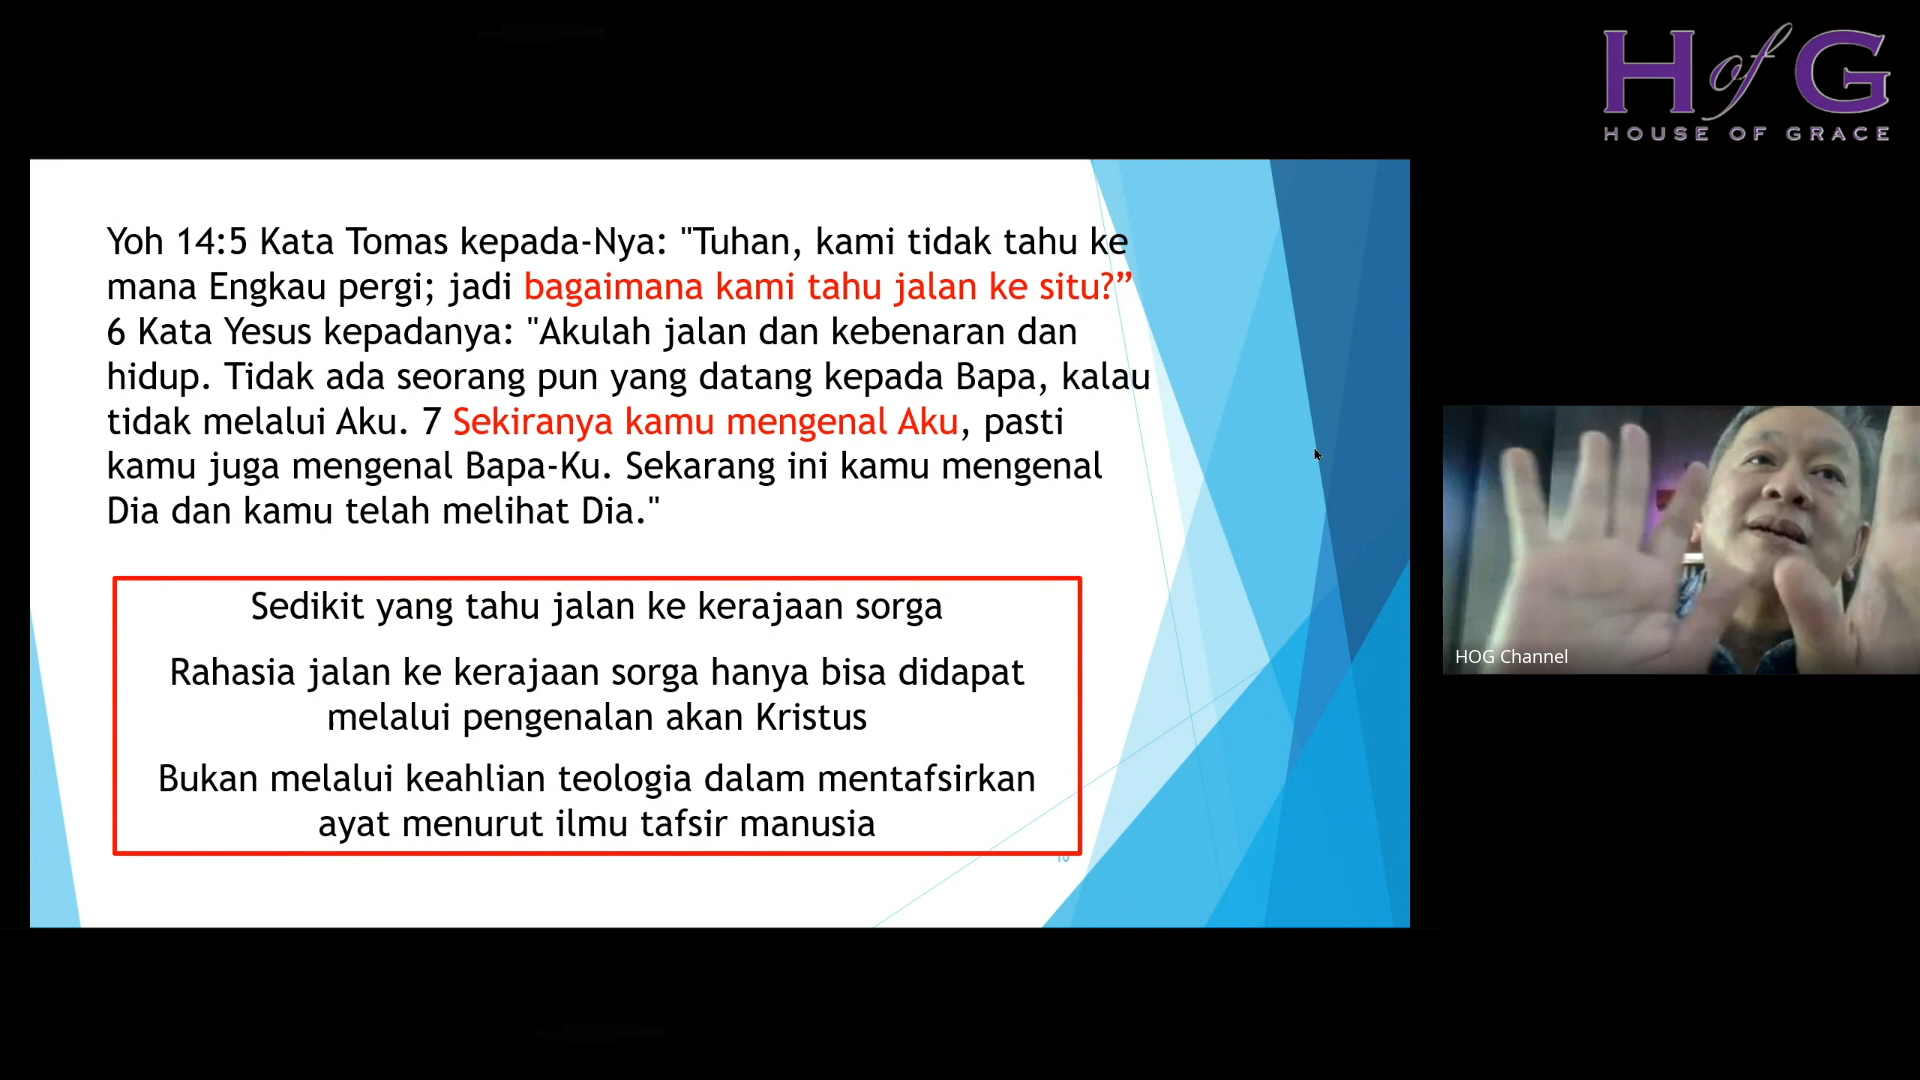 H of G
HOUSE OF GRACE
Yoh 14:5 Kata Tomas kepada-Nya: "Tuhan, kami tidak tahu ke
mana Engkau pergi; jadi bagaimana kami tahu jalan ke situ?”
6 Kata Yesus kepadanya: "Akulah jalan dan kebenaran dan
hidup. Tidak ada seorang pun yang datang kepada Bapa, kalau
tidak melalui Aku. 7 Sekiranya kamu mengenal Aku, pasti
kamu juga mengenal Bapa-Ku. Sekarang ini kamu mengenal
Dia dan kamu telah melihat Dia."
Sedikit yang tahu jalan ke kerajaan sorga
Rahasia jalan ke kerajaan sorga hanya bisa didapat
melalui pengenalan akan Kristus
Bukan melalui keahlian teologia dalam mentafsirkan
ayat menurut ilmu tafsir manusia
HOG Channel